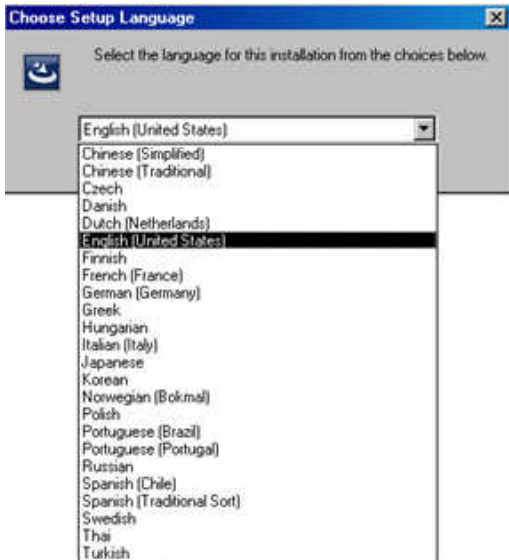 Choose Setup Language
Select the language for this installation from the choices below.
English (United States)
Chinese (Simplified)
Chinese (Traditional)
Czech
Danish
Dutch (Netherlands)
English (United States)
Finnish
French (France)
German (Germany)
Greek
Hungarian
Italian (Italy)
Japanese
Korean
Norwegian (Bokmal)
Polish
Portuguese (Brazil)
Portuguese (Portugal)
Russian
Spanish (Chile)
Spanish (Traditional Sort)
Swedish
Thai
Turkish